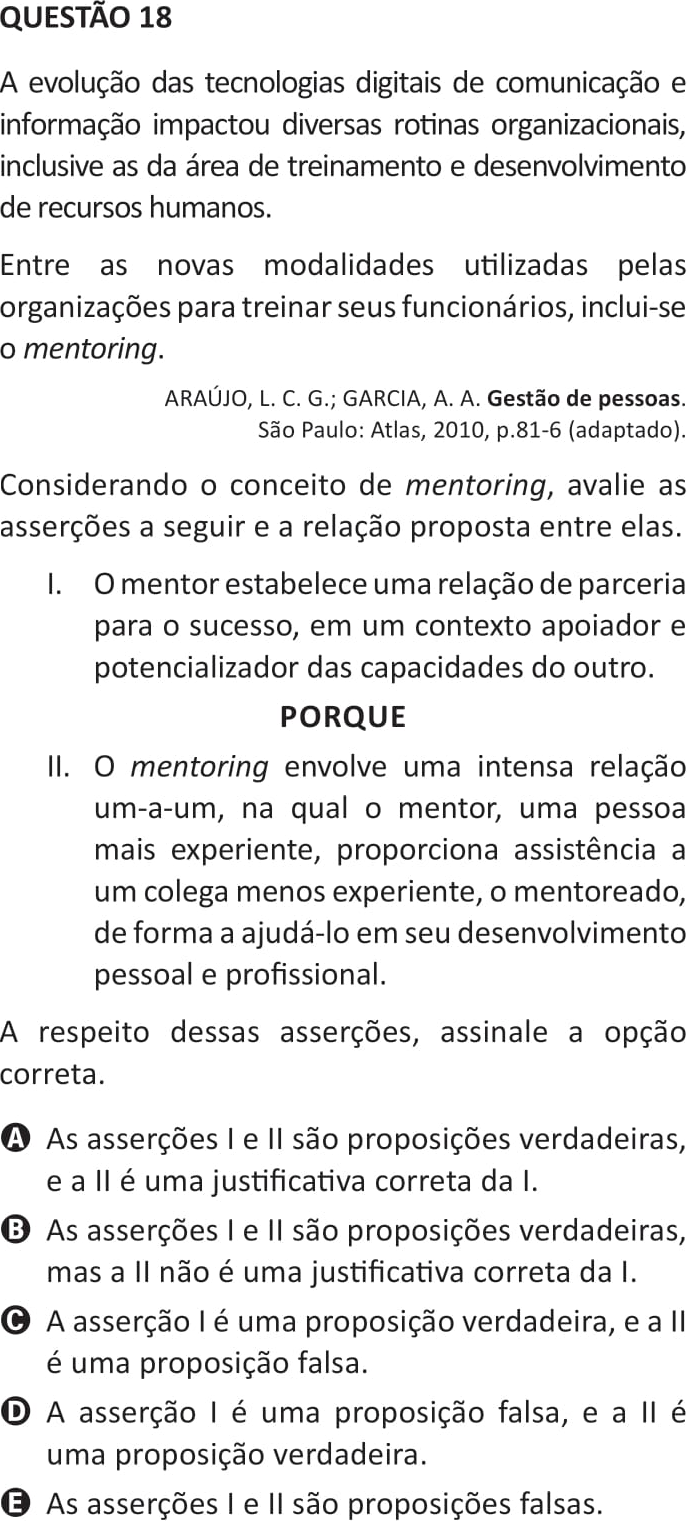 QUESTÃO 18
A evolução das tecnologias digitais de comunicação e
informação impactou diversas rotinas organizacionais,
inclusive as da área de treinamento e desenvolvimento
de recursos humanos.
Entre as novas modalidades utilizadas pelas
organizações para treinar seus funcionários, inclui-se
o mentoring.
ARAÚJO, L. C. G.; GARCIA, A. A. Gestão de pessoas.
São Paulo: Atlas, 2010, p.81-6 (adaptado).
Considerando o conceito de mentoring, avalie as
asserções a seguir e a relação proposta entre elas.
I. O mentor estabelece uma relação de parceria
para o sucesso, em um contexto apoiador e
potencializador das capacidades do outro.
PORQUE
II. O mentoring envolve uma intensa relação
um-a-um, na qual o mentor, uma pessoa
mais experiente, proporciona assistência a
um colega menos experiente, o mentoreado,
de forma a ajudá-lo em seu desenvolvimento
pessoal e profissional.
A respeito dessas asserções, assinale a opção
correta.
A As asserções I e II são proposições verdadeiras,
e a II é uma justificativa correta da I.
B As asserções I e II são proposições verdadeiras,
mas a II não é uma justificativa correta da I.
C A asserção I é uma proposição verdadeira, e a II
é uma proposição falsa.
D A asserção I é uma proposição falsa, e a II é
uma proposição verdadeira.
E As asserções I e II são proposições falsas.